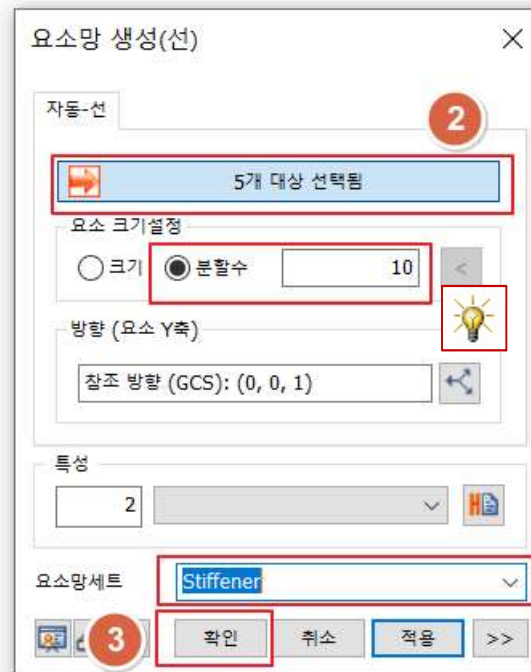 요소망 생성(선)
자동-선
2
5개 대상 선택됨
요소 크기설정
크기 분할수 10 <
방향 (요소 Y축)
참조 방향 (GCS): (0, 0, 1)
특성
2
요소망세트 Stiffener
3 확인 취소 적용 >>